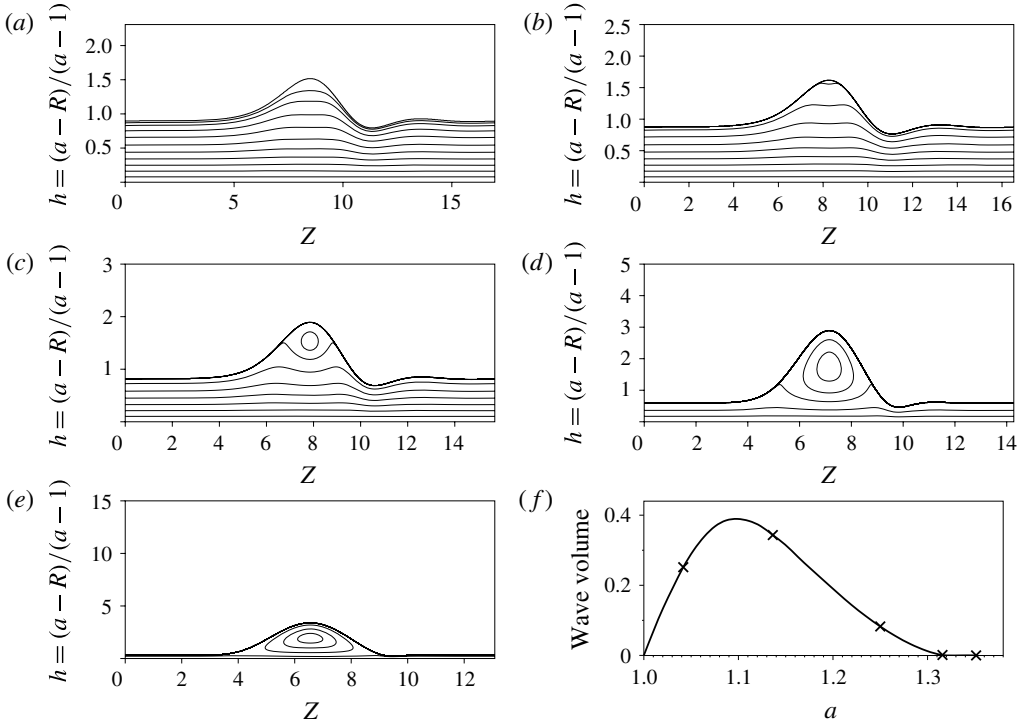 (a)
h = (a − R)/(a − 1)
2.0
1.5
1.0
0.5
0 5 10 15
Z
(b)
h = (a − R)/(a − 1)
2.5
2.0
1.5
1.0
0.5
0 2 4 6 8 10 12 14 16
Z
(c)
h = (a − R)/(a − 1)
3
2
1
0 2 4 6 8 10 12 14
Z
(d)
h = (a − R)/(a − 1)
5
4
3
2
1
0 2 4 6 8 10 12 14
Z
(e)
h = (a − R)/(a − 1)
15
10
5
0 2 4 6 8 10 12
Z
(f)
Wave volume
0.4
0.2
0
1.0 1.1 1.2 1.3
a